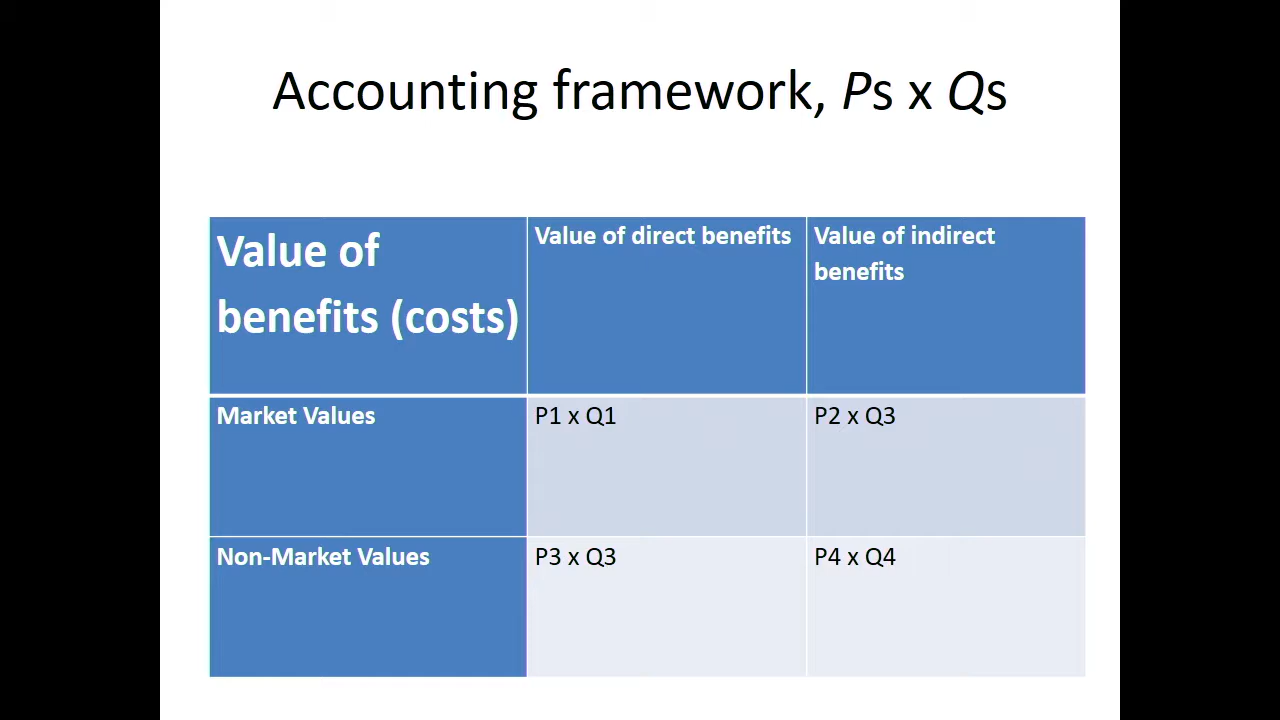 Accounting framework, Ps x Qs
Value of
benefits (costs)
Value of direct benefits
Value of indirect
benefits
Market Values
P1 x Q1
P2 x Q3
Non-Market Values
P3 x Q3
P4 x Q4